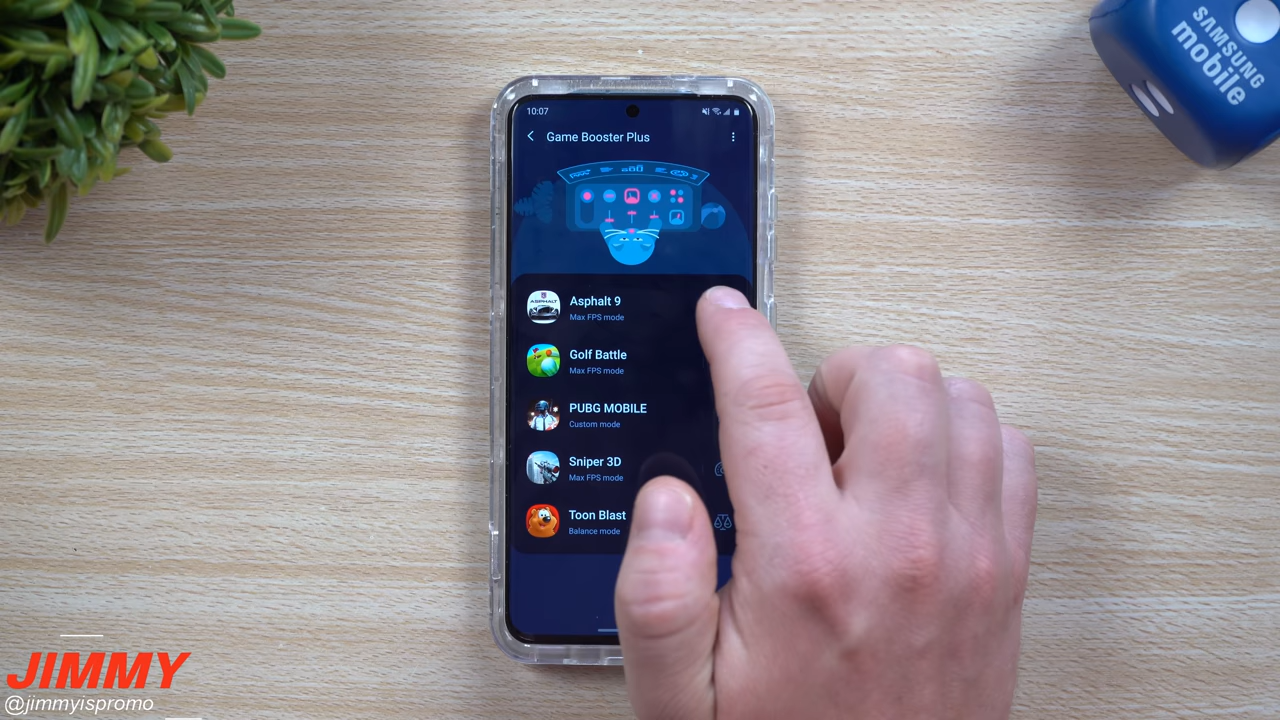 SAMSUNG
mobile
10:07
Game Booster Plus
Asphalt 9
Max FPS mode
Golf Battle
Max FPS mode
PUBG MOBILE
Custom mode
Sniper 3D
Max FPS mode
Toon Blast
Balance mode
ASPHALT
JIMMY
@jimmyispromo